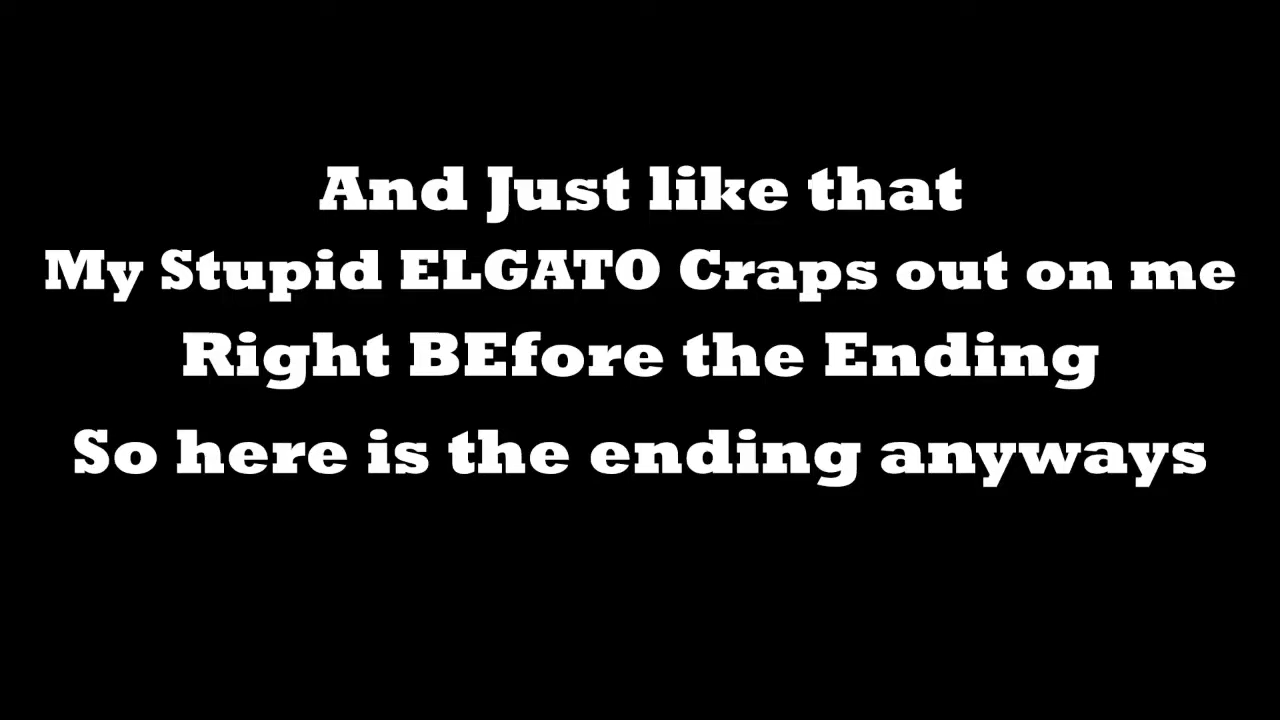 And Just like that
My Stupid ELGATO Craps out on me
Right BEfore the Ending
So here is the ending anyways